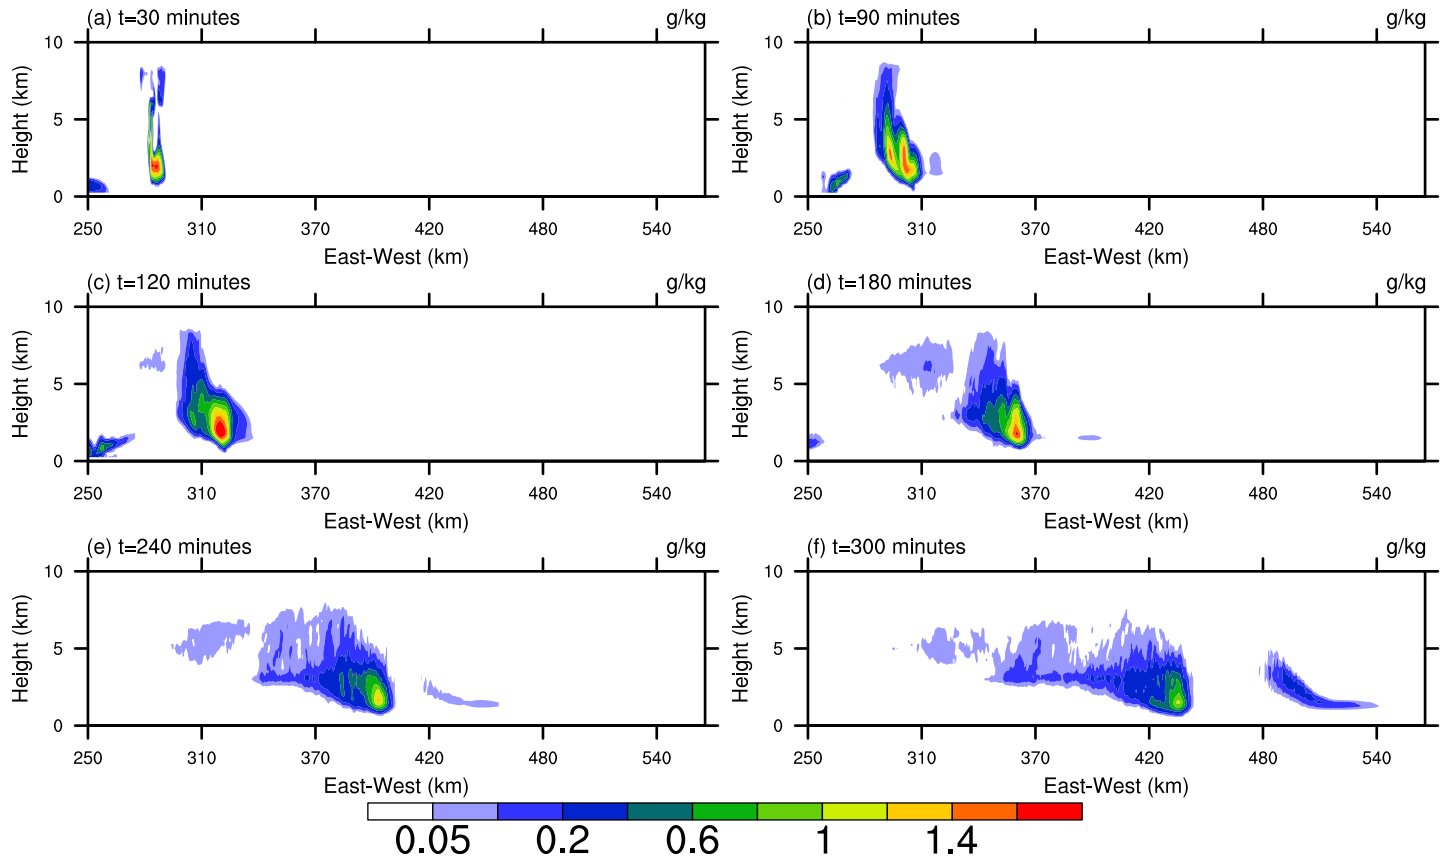 (a) t=30 minutes g/kg
(b) t=90 minutes g/kg
10 5 0
Height (km)
250 310 370 420 480 540
East-West (km)
10 5 0
Height (km)
250 310 370 420 480 540
East-West (km)
(c) t=120 minutes g/kg
(d) t=180 minutes g/kg
10 5 0
Height (km)
250 310 370 420 480 540
East-West (km)
10 5 0
Height (km)
250 310 370 420 480 540
East-West (km)
(e) t=240 minutes g/kg
(f) t=300 minutes g/kg
10 5 0
Height (km)
250 310 370 420 480 540
East-West (km)
10 5 0
Height (km)
250 310 370 420 480 540
East-West (km)
0.05 0.2 0.6 1 1.4